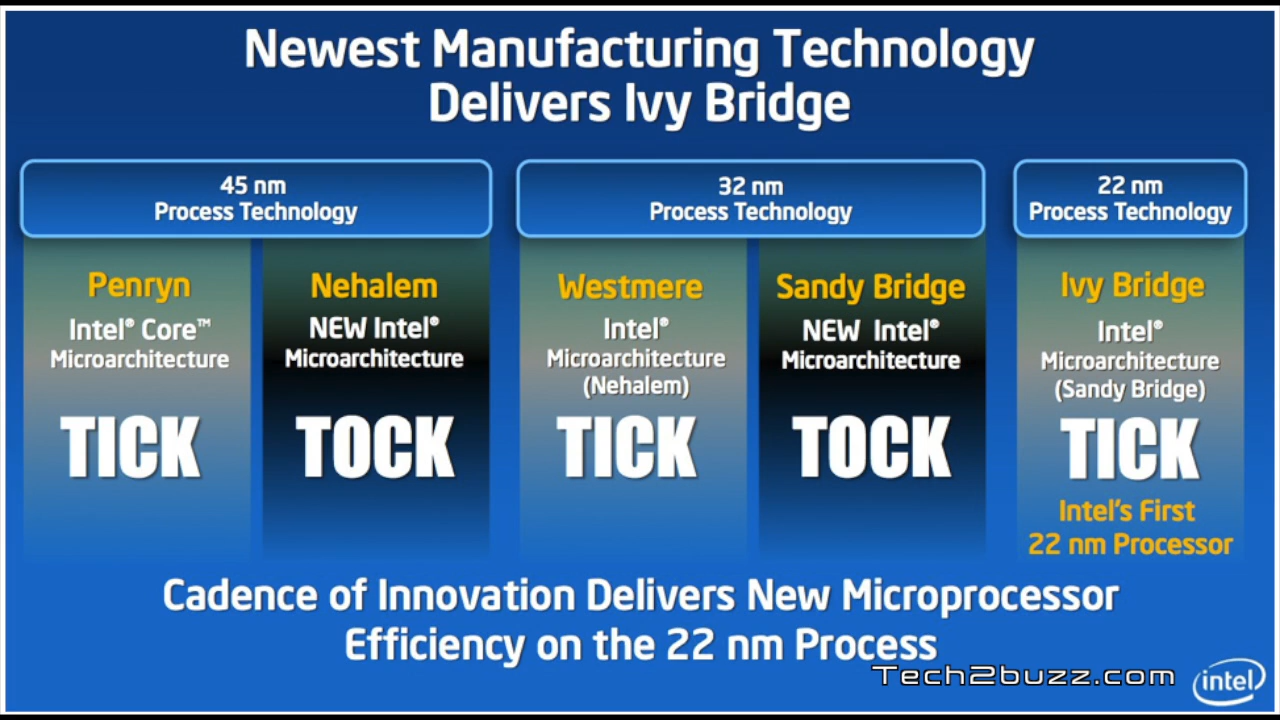 Newest Manufacturing Technology
Delivers Ivy Bridge
45 nm
Process Technology
32 nm
Process Technology
22 nm
Process Technology
Penryn
Intel® Core™
Microarchitecture
TICK
Nehalem
NEW Intel®
Microarchitecture
TOCK
Westmere
Intel®
Microarchitecture
(Nehalem)
TICK
Sandy Bridge
NEW Intel®
Microarchitecture
TOCK
Ivy Bridge
Intel®
Microarchitecture
(Sandy Bridge)
TICK
Intel's First
22 nm Processor
Cadence of Innovation Delivers New Microprocessor
Efficiency on the 22 nm Process
Tech2buzz.com
intel